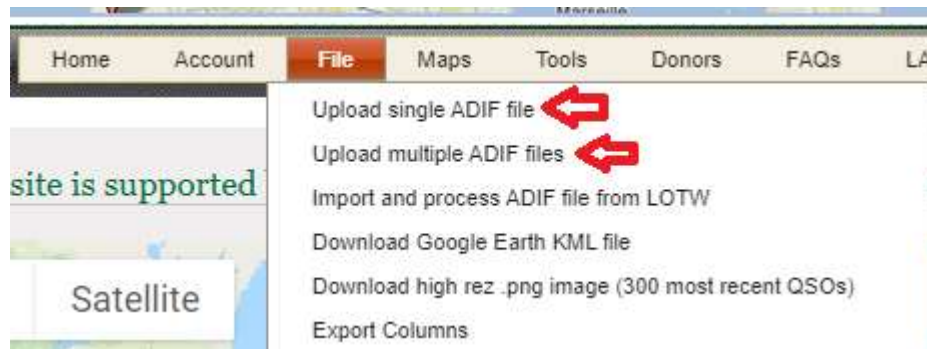 Marseille
Home Account File Maps Tools Donors FAQs LA
Upload single ADIF file
Upload multiple ADIF files
site is supported
Import and process ADIF file from LOTW
Download Google Earth KML file
Satellite
Download high rez .png image (300 most recent QSOs)
Export Columns